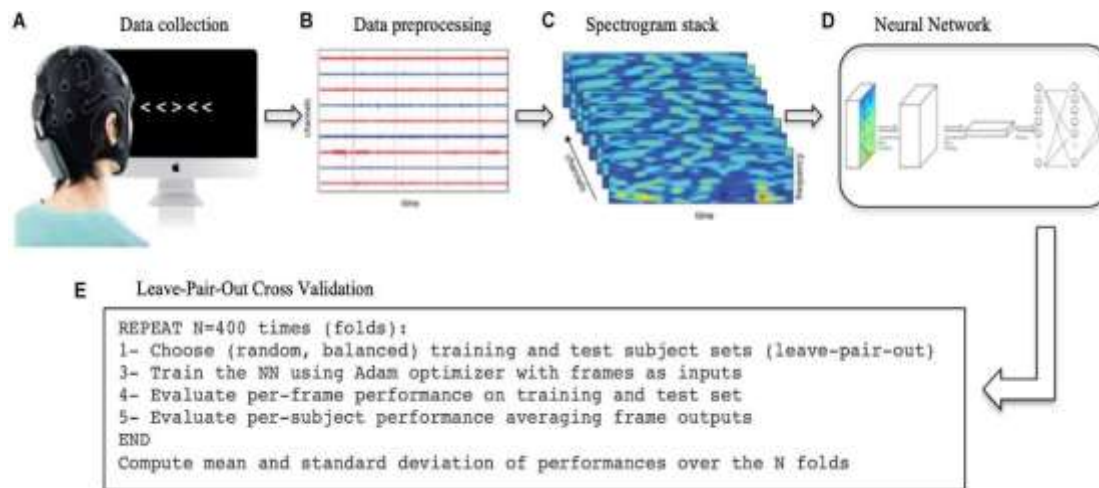 A Data collection
B Data preprocessing
C Spectrogram stack
D Neural Network
< < > < <
channels
time
channels
time
Frequency
E Leave-Pair-Out Cross Validation
REPEAT N=400 times (folds):
1- Choose (random, balanced) training and test subject sets (leave-pair-out)
3- Train the NN using Adam optimizer with frames as inputs
4- Evaluate per-frame performance on training and test set
5- Evaluate per-subject performance averaging frame outputs
END
Compute mean and standard deviation of performances over the N folds